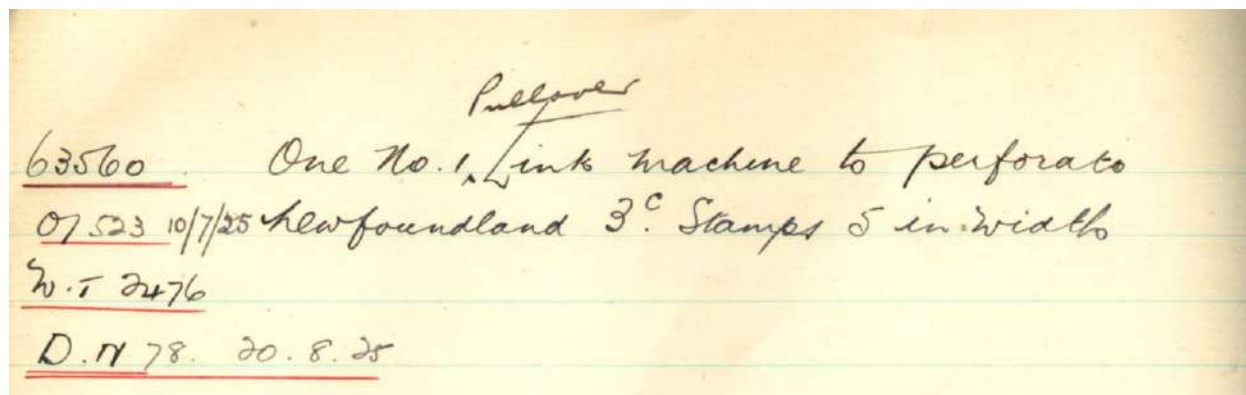 Pullover
63560 One No. 1, Link machine to perforate
O/523 10/7/25 Newfoundland 3c. Stamps 5 in width
W.T 2476
D.N 78. 20.8.25